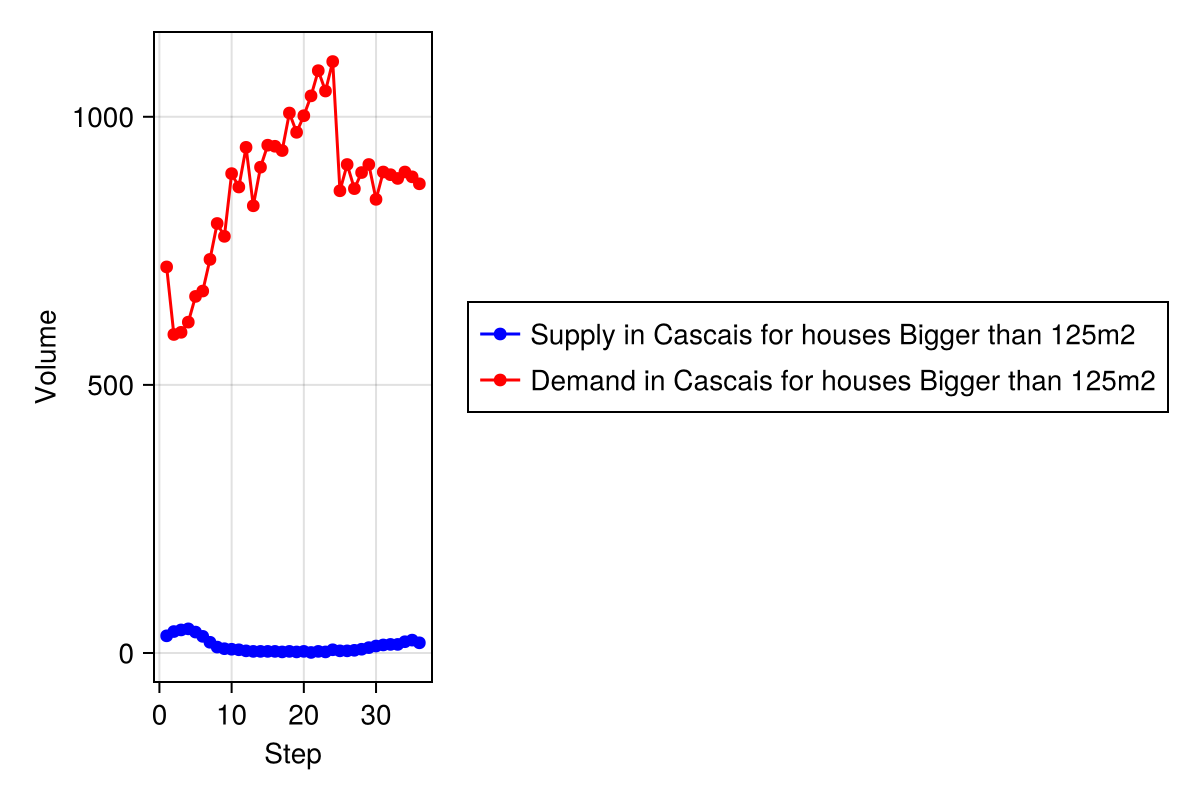 1000
500
0
Volume
0 10 20 30
Step
Supply in Cascais for houses Bigger than 125m2
Demand in Cascais for houses Bigger than 125m2